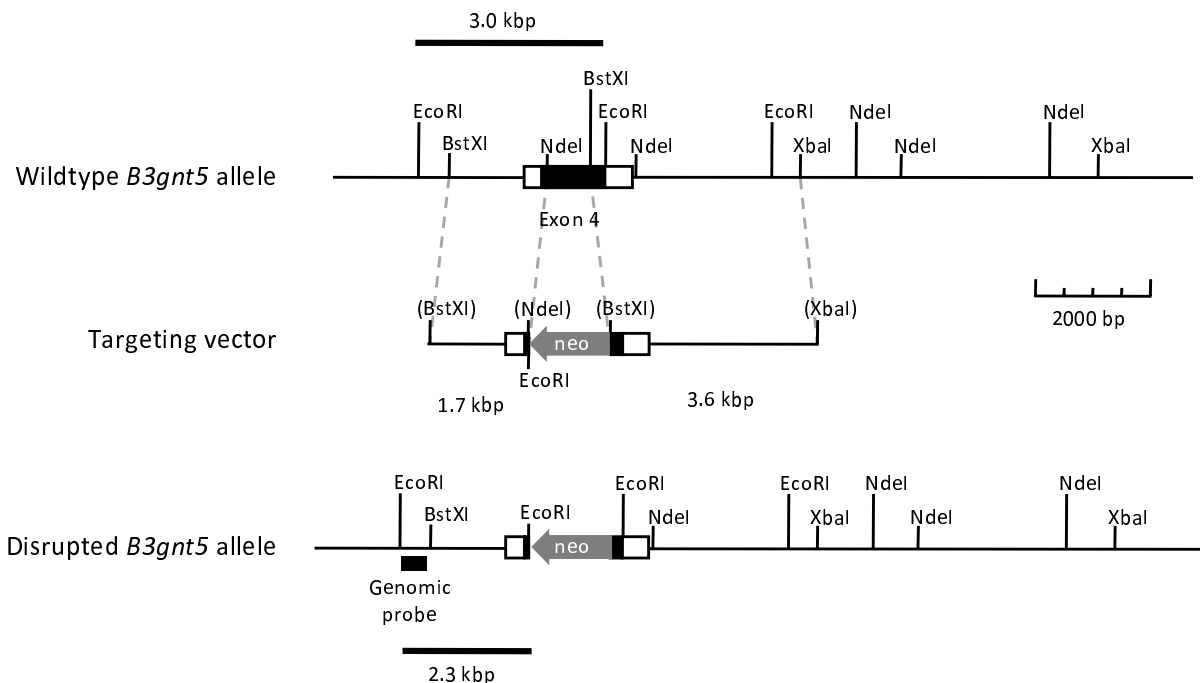 3.0 kbp
BstXI
EcoRI
EcoRI
EcoRI
NdeI
NdeI
BstXI
NdeI
NdeI
XbaI
NdeI
XbaI
Wildtype B3gnt5 allele
Exon 4
(BstXI)
(NdeI)
(BstXI)
(XbaI)
2000 bp
Targeting vector
neo
EcoRI
1.7 kbp
3.6 kbp
EcoRI
EcoRI
EcoRI
NdeI
NdeI
BstXI
EcoRI
NdeI
XbaI
NdeI
XbaI
Disrupted B3gnt5 allele
neo
Genomic
probe
2.3 kbp